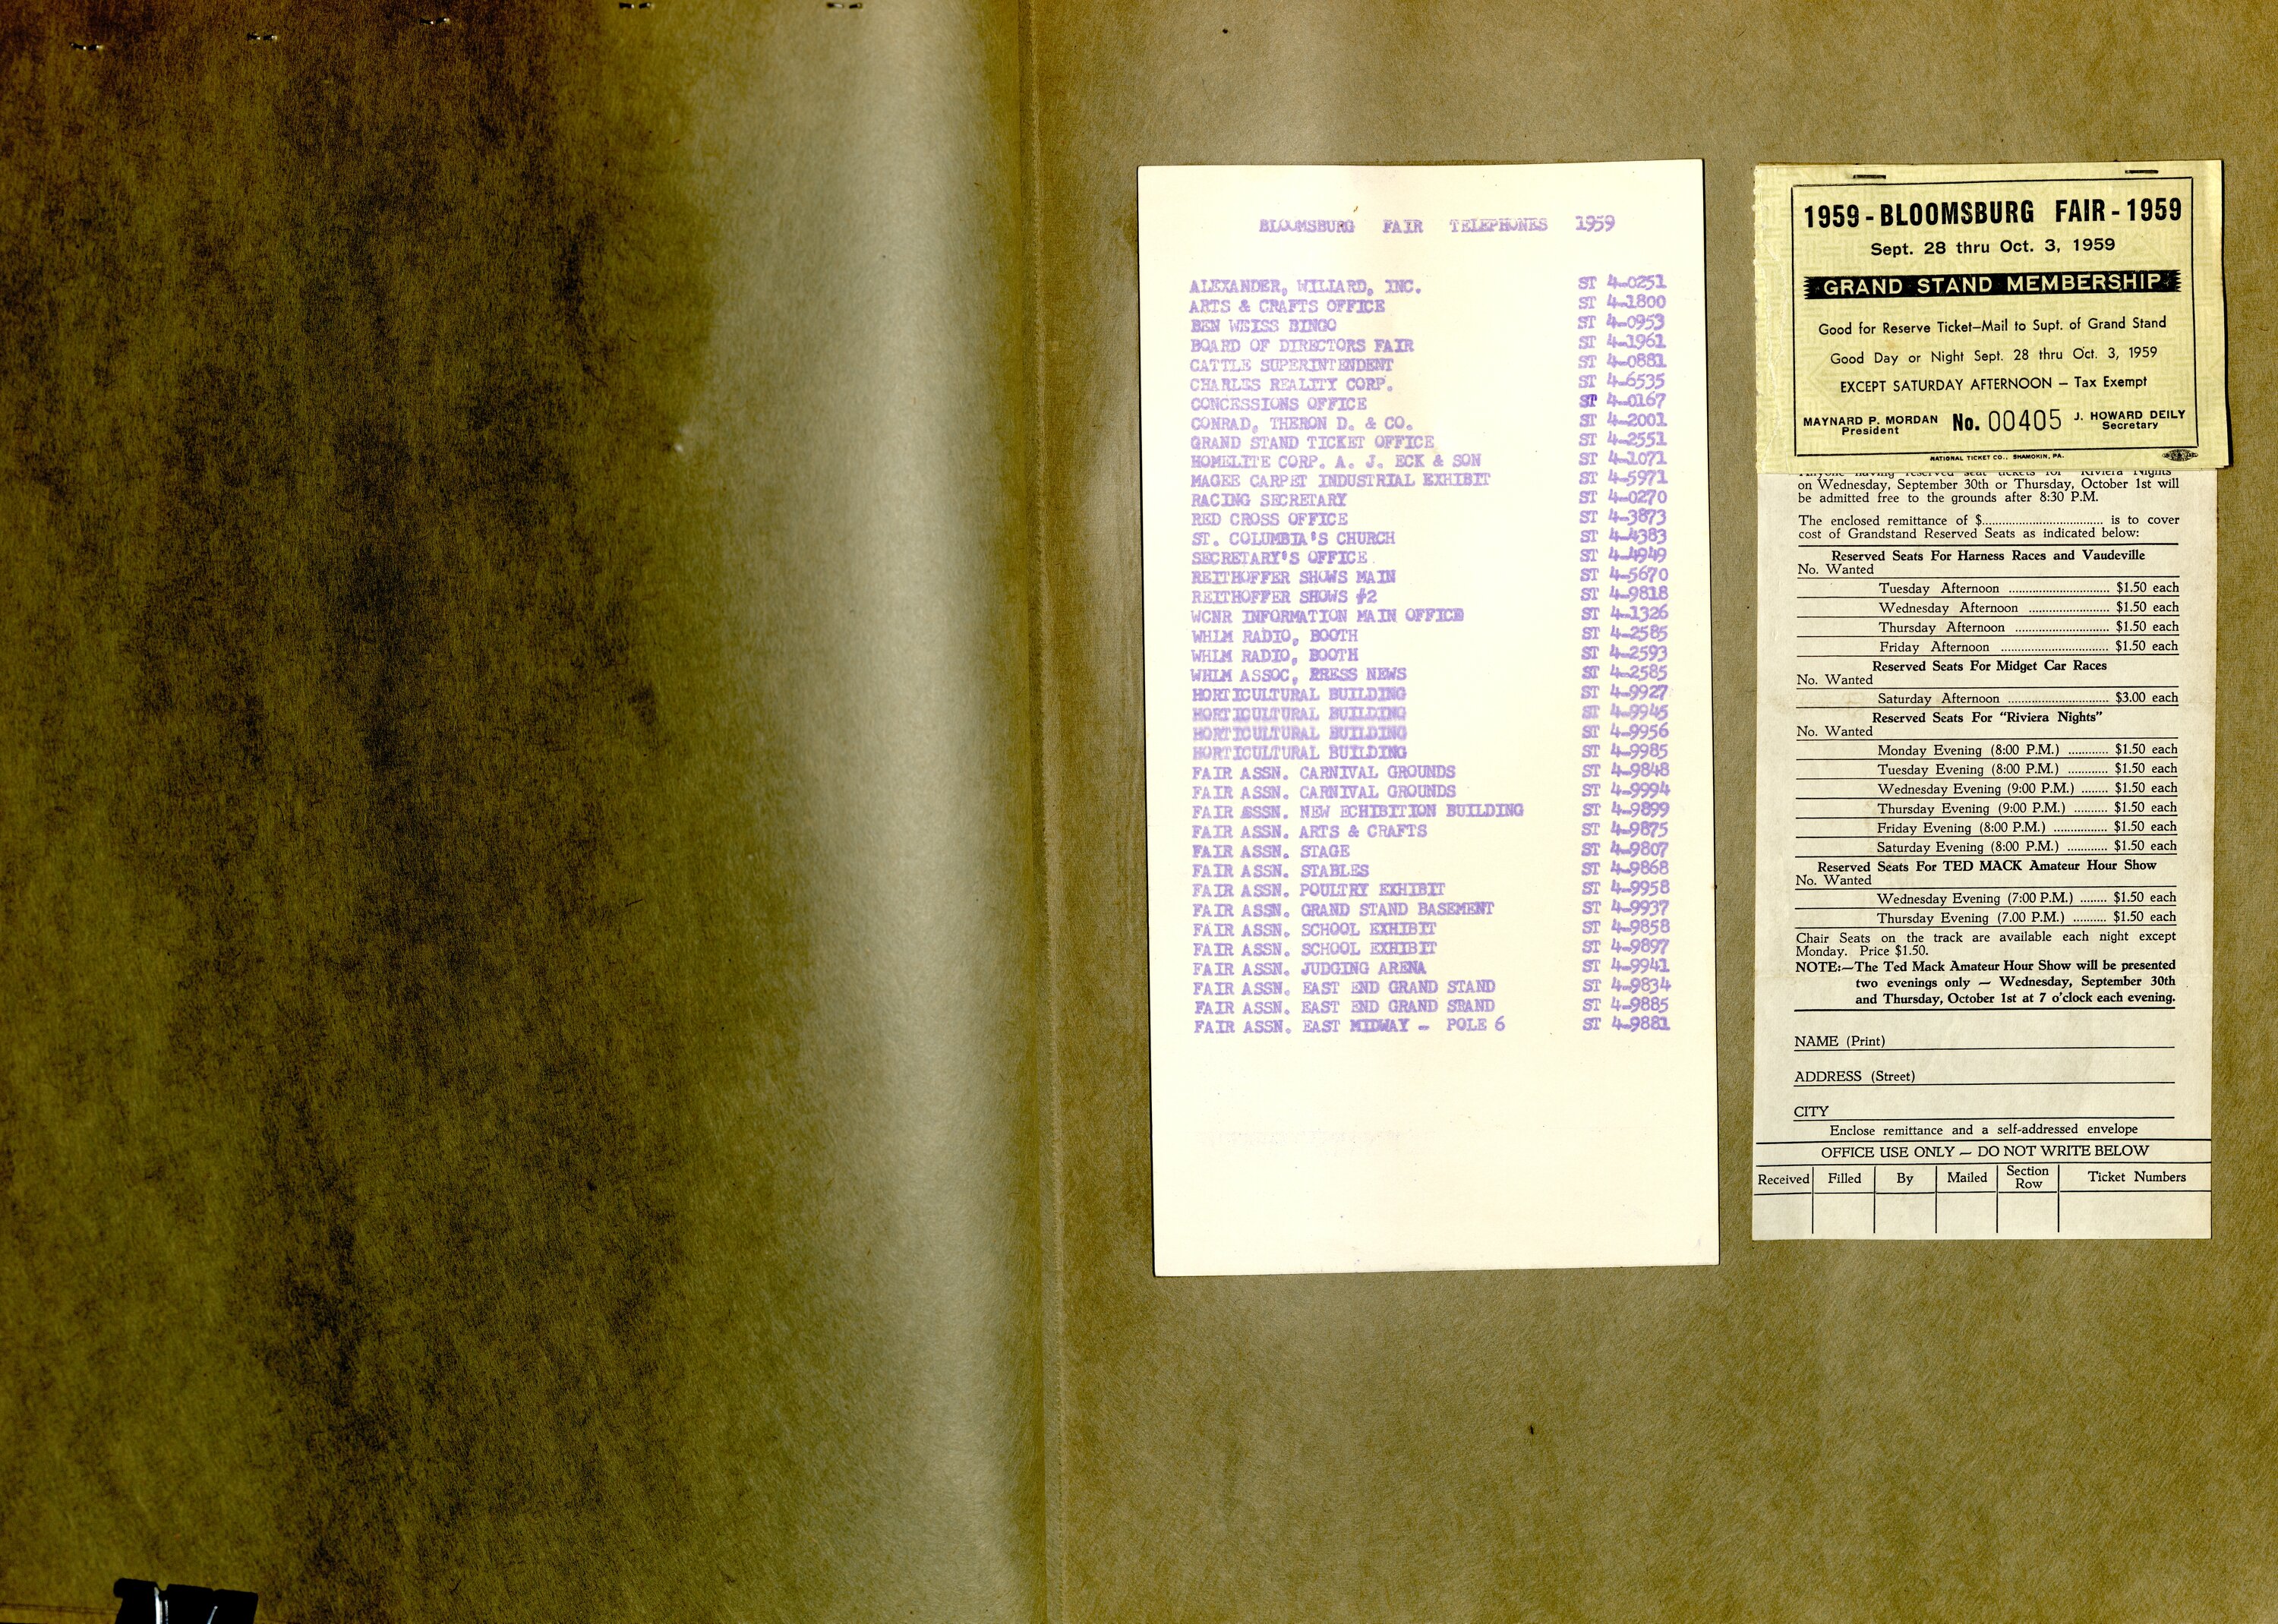 BLOOMSBURG FAIR TELEPHONES 1959
ALEXANDER, WILLARD, INC. ST 4-0251
ARTS & CRAFTS OFFICE ST 4-1800
BEN WEISS BINGO ST 4-0953
BOARD OF DIRECTORS FAIR ST 4-1961
CATTLE SUPERINTENDENT ST 4-0881
CHARLES REALITY CORP. ST 4-6535
CONCESSIONS OFFICE ST 4-0167
CONRAD, THERON D. & CO. ST 4-2001
GRAND STAND TICKET OFFICE ST 4-2551
HOMELITE CORP. A. J. ECK & SON ST 4-1071
MAGEE CARPET INDUSTRIAL EXHIBIT ST 4-5971
RACING SECRETARY ST 4-0270
RED CROSS OFFICE ST 4-3873
ST. COLUMBIA'S CHURCH ST 4-4383
SECRETARY'S OFFICE ST 4-4949
REITHOFFER SHOWS MAIN ST 4-5670
REITHOFFER SHOWS #2 ST 4-9818
WCNR INFORMATION MAIN OFFICE ST 4-1326
WHLM RADIO, BOOTH ST 4-2585
WHLM RADIO, BOOTH ST 4-2593
WHLM ASSOC, PRESS NEWS ST 4-2585
HORTICULTURAL BUILDING ST 4-9927
HORTICULTURAL BUILDING ST 4-9945
HORTICULTURAL BUILDING ST 4-9956
HORTICULTURAL BUILDING ST 4-9985
FAIR ASSN. CARNIVAL GROUNDS ST 4-9848
FAIR ASSN. CARNIVAL GROUNDS ST 4-9994
FAIR ASSN. NEW ECHIBITION BUILDING ST 4-9899
FAIR ASSN. ARTS & CRAFTS ST 4-9875
FAIR ASSN. STAGE ST 4-9807
FAIR ASSN. STABLES ST 4-9868
FAIR ASSN. POULTRY EXHIBIT ST 4-9958
FAIR ASSN. GRAND STAND BASEMENT ST 4-9937
FAIR ASSN. SCHOOL EXHIBIT ST 4-9858
FAIR ASSN. SCHOOL EXHIBIT ST 4-9897
FAIR ASSN. JUDGING ARENA ST 4-9941
FAIR ASSN. EAST END GRAND STAND ST 4-9834
FAIR ASSN. EAST END GRAND STAND ST 4-9885
FAIR ASSN. EAST MIDWAY - POLE 6 ST 4-9881
1959 - BLOOMSBURG FAIR - 1959
Sept. 28 thru Oct. 3, 1959
GRAND STAND MEMBERSHIP
Good for Reserve Ticket—Mail to Supt. of Grand Stand
Good Day or Night Sept. 28 thru Oct. 3, 1959
EXCEPT SATURDAY AFTERNOON — Tax Exempt
MAYNARD P. MORDAN President No. 00405 J. HOWARD DEILY Secretary
NATIONAL TICKET CO., SHAMOKIN, PA.
Anyone having reserved seat tickets for "Riviera Nights"
on Wednesday, September 30th or Thursday, October 1st will
be admitted free to the grounds after 8:30 P.M.
The enclosed remittance of $.................................. is to cover
cost of Grandstand Reserved Seats as indicated below:
Reserved Seats For Harness Races and Vaudeville
No. Wanted
Tuesday Afternoon ............................. $1.50 each
Wednesday Afternoon ....................... $1.50 each
Thursday Afternoon ........................... $1.50 each
Friday Afternoon ............................... $1.50 each
Reserved Seats For Midget Car Races
No. Wanted
Saturday Afternoon ............................. $3.00 each
Reserved Seats For “Riviera Nights”
No. Wanted
Monday Evening (8:00 P.M.) ............ $1.50 each
Tuesday Evening (8:00 P.M.) ............ $1.50 each
Wednesday Evening (9:00 P.M.) ........ $1.50 each
Thursday Evening (9:00 P.M.) .......... $1.50 each
Friday Evening (8:00 P.M.) ................ $1.50 each
Saturday Evening (8:00 P.M.) ............ $1.50 each
Reserved Seats For TED MACK Amateur Hour Show
No. Wanted
Wednesday Evening (7:00 P.M.) ........ $1.50 each
Thursday Evening (7.00 P.M.) .......... $1.50 each
Chair Seats on the track are available each night except
Monday. Price $1.50.
NOTE:—The Ted Mack Amateur Hour Show will be presented
two evenings only — Wednesday, September 30th
and Thursday, October 1st at 7 o'clock each evening.
NAME (Print)
ADDRESS (Street)
CITY
Enclose remittance and a self-addressed envelope
OFFICE USE ONLY — DO NOT WRITE BELOW
Received Filled By Mailed Section Row Ticket Numbers